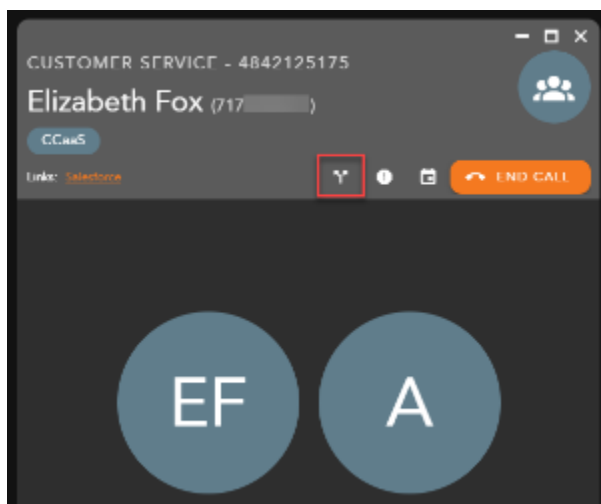 CUSTOMER SERVICE - 4842125175
Elizabeth Fox (717 )
CCaaS
Links: Salesforce
END CALL
EF
A